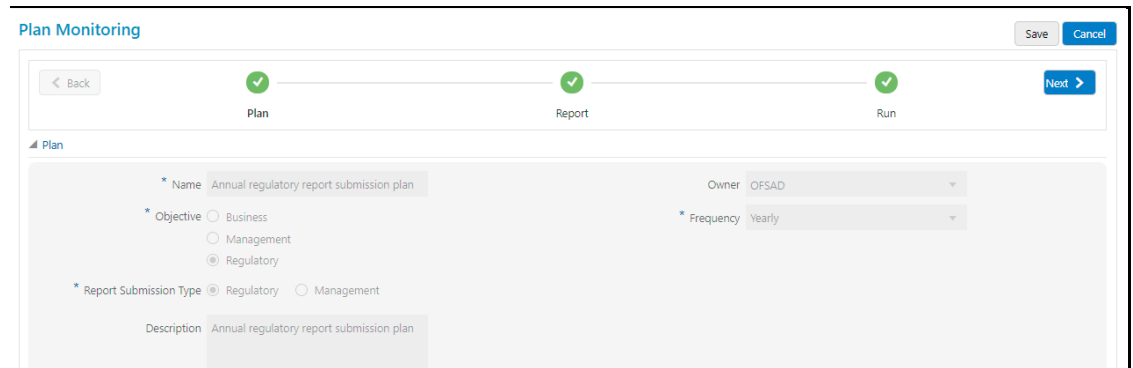 Plan Monitoring
Save Cancel
Back
Next
Plan Report Run
Plan
* Name Annual regulatory report submission plan
Owner OFSAD
* Objective Business
* Frequency Yearly
Management
Regulatory
* Report Submission Type Regulatory Management
Description Annual regulatory report submission plan